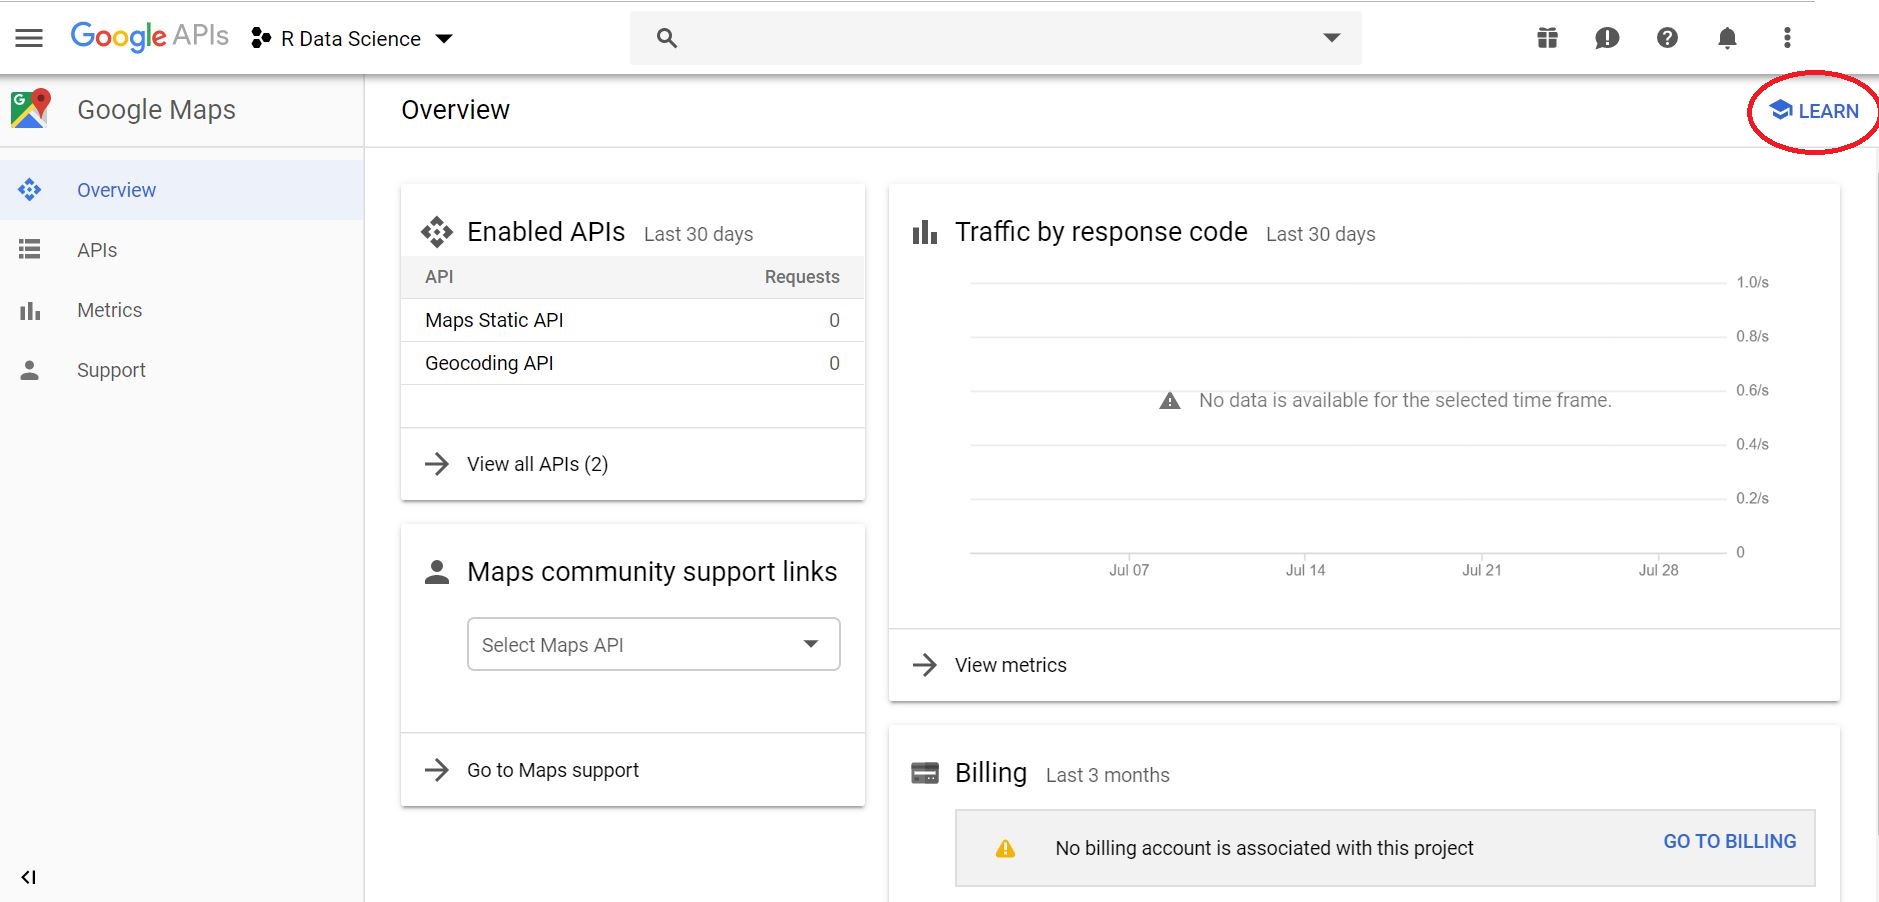 Google APIs R Data Science
Google Maps
Overview
LEARN
Overview
APIs
Metrics
Support
Enabled APIs Last 30 days
API Requests
Maps Static API 0
Geocoding API 0
View all APIs (2)
Maps community support links
Select Maps API
Go to Maps support
Traffic by response code Last 30 days
1.0/s
0.8/s
0.6/s
No data is available for the selected time frame.
0.4/s
0.2/s
0
Jul 07 Jul 14 Jul 21 Jul 28
View metrics
Billing Last 3 months
No billing account is associated with this project
GO TO BILLING